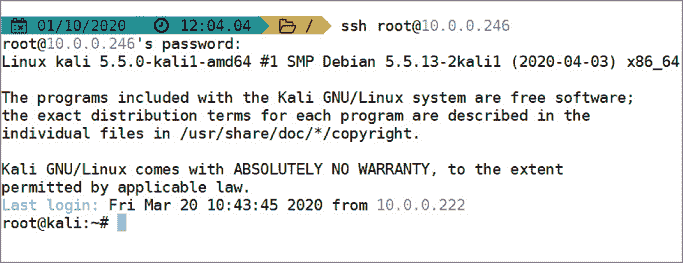 01/10/2020 12:04.04 / ssh root@10.0.0.246
root@10.0.0.246's password:
Linux kali 5.5.0-kali1-amd64 #1 SMP Debian 5.5.13-2kali1 (2020-04-03) x86_64
The programs included with the Kali GNU/Linux system are free software;
the exact distribution terms for each program are described in the
individual files in /usr/share/doc/*/copyright.
Kali GNU/Linux comes with ABSOLUTELY NO WARRANTY, to the extent
permitted by applicable law.
Last login: Fri Mar 20 10:43:45 2020 from 10.0.0.222
root@kali:~#